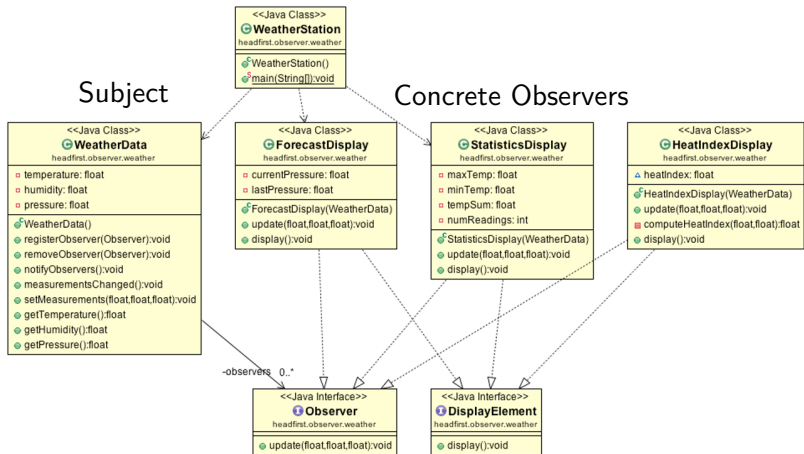 <<Java Class>>
WeatherStation
headfirst.observer.weather
WeatherStation()
main(String[]):void
Subject
Concrete Observers
<<Java Class>>
WeatherData
headfirst.observer.weather
temperature: float
humidity: float
pressure: float
WeatherData()
registerObserver(Observer):void
removeObserver(Observer):void
notifyObservers():void
measurementsChanged():void
setMeasurements(float,float,float):void
getTemperature():float
getHumidity():float
getPressure():float
<<Java Class>>
ForecastDisplay
headfirst.observer.weather
currentPressure: float
lastPressure: float
ForecastDisplay(WeatherData)
update(float,float,float):void
display():void
<<Java Class>>
StatisticsDisplay
headfirst.observer.weather
maxTemp: float
minTemp: float
tempSum: float
numReadings: int
StatisticsDisplay(WeatherData)
update(float,float,float):void
display():void
<<Java Class>>
HeatIndexDisplay
headfirst.observer.weather
heatIndex: float
HeatIndexDisplay(WeatherData)
update(float,float,float):void
computeHeatIndex(float,float):float
display():void
-observers 0..*
<<Java Interface>>
Observer
headfirst.observer.weather
update(float,float,float):void
<<Java Interface>>
DisplayElement
headfirst.observer.weather
display():void